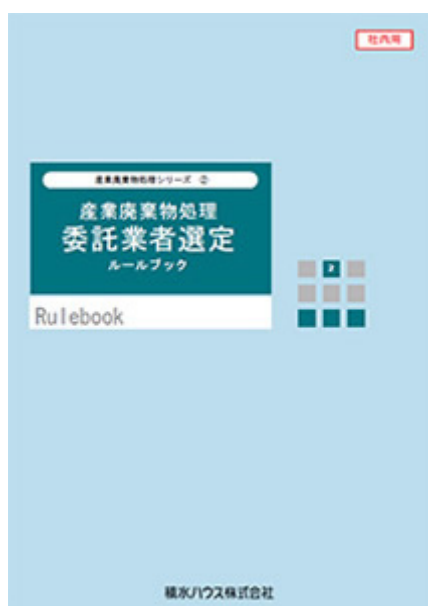 社内用
産業廃棄物処理シリーズ ②
産業廃棄物処理
委託業者選定
ルールブック
2
Rulebook
積水ハウス株式会社